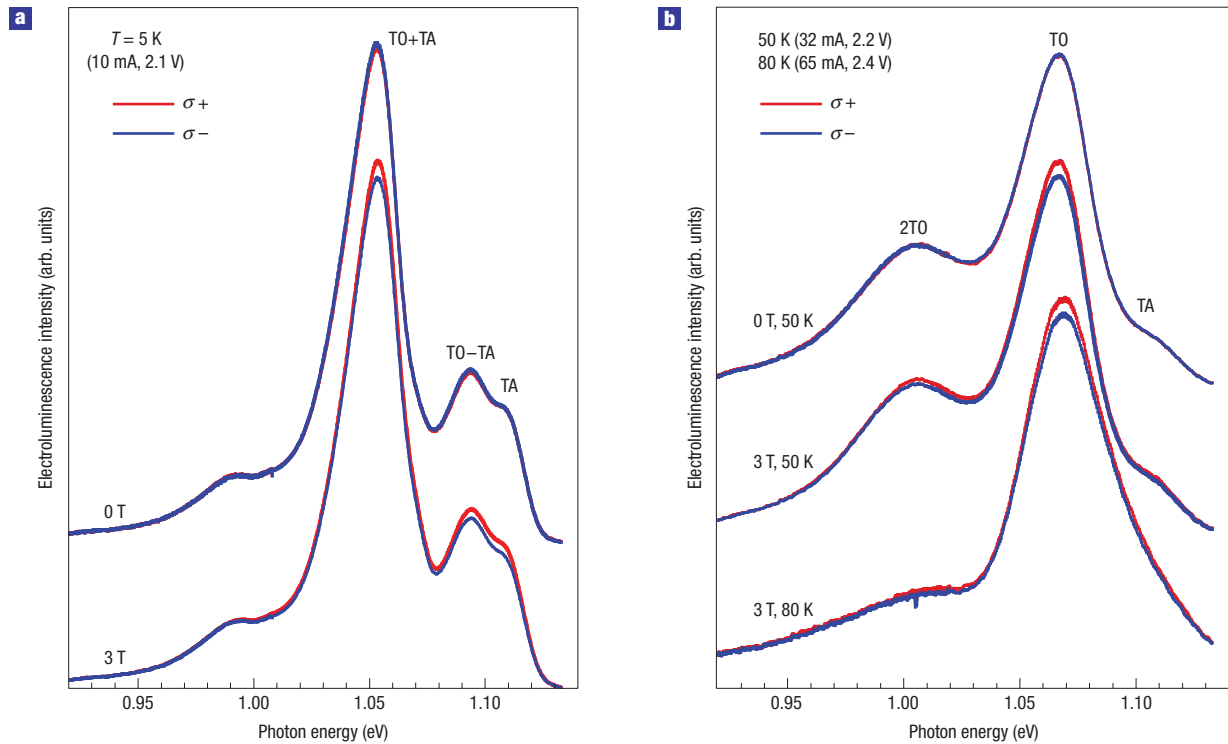 a
T = 5 K
(10 mA, 2.1 V)
σ+
σ−
TO+TA
TO−TA
TA
0 T
3 T
Electroluminescence intensity (arb. units)
0.95
1.00
1.05
1.10
Photon energy (eV)
b
50 K (32 mA, 2.2 V)
80 K (65 mA, 2.4 V)
σ+
σ−
TO
2TO
TA
0 T, 50 K
3 T, 50 K
3 T, 80 K
Electroluminescence intensity (arb. units)
0.95
1.00
1.05
1.10
Photon energy (eV)